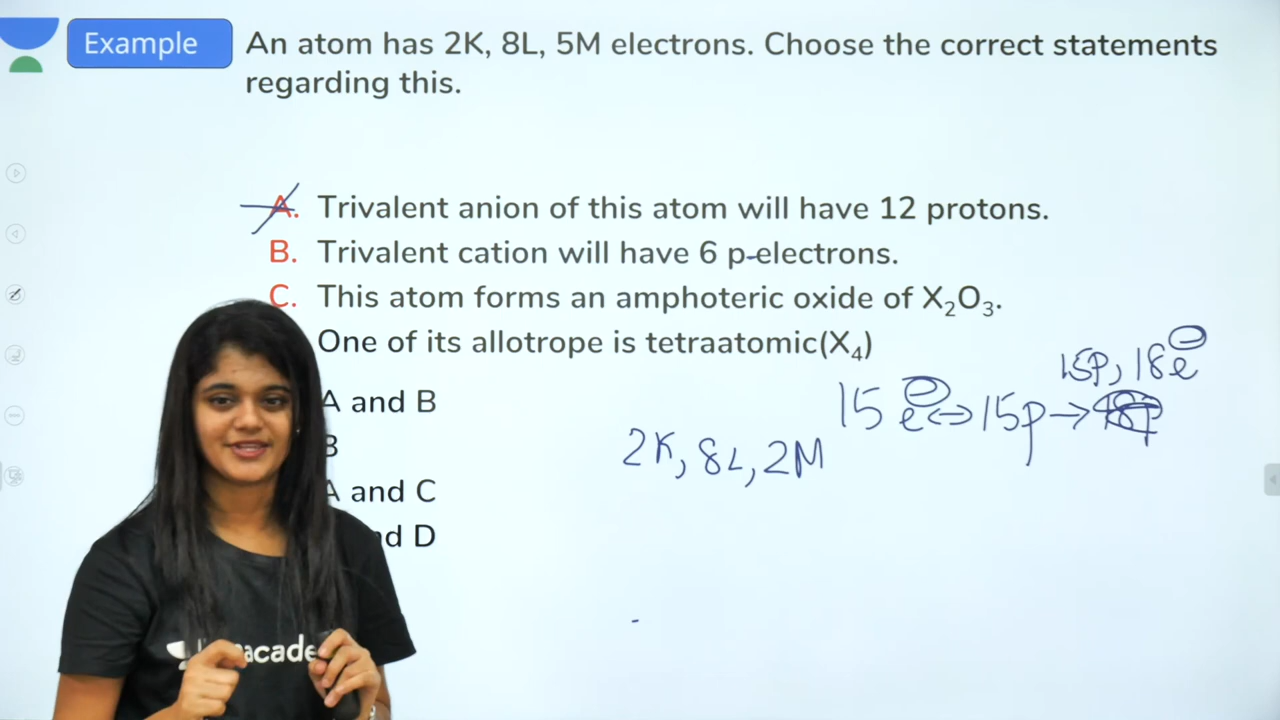 Example
An atom has 2K, 8L, 5M electrons. Choose the correct statements
regarding this.
A. Trivalent anion of this atom will have 12 protons.
B. Trivalent cation will have 6 p-electrons.
C. This atom forms an amphoteric oxide of X₂O₃.
One of its allotrope is tetraatomic(X₄)
A and B
B
A and C
nd D
15p, 18e⊖
15 e⊖ ⇔ 15p →
2K, 8L, 2M
acade